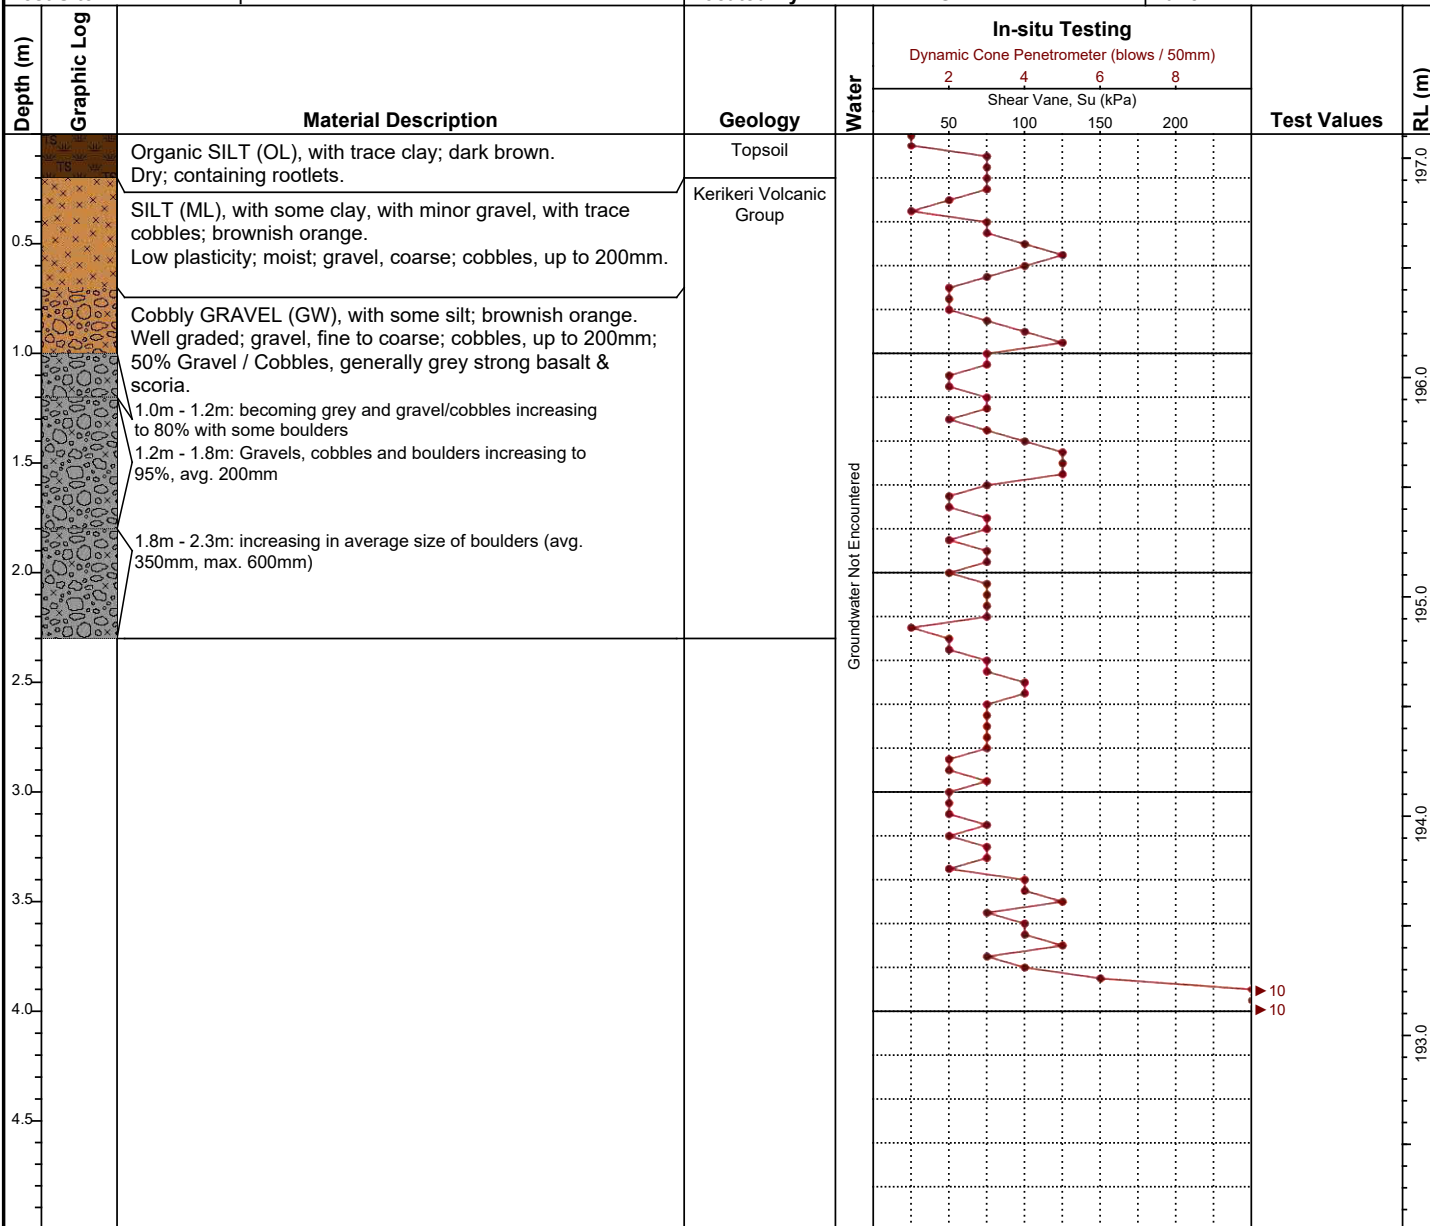 In-situ Testing
Dynamic Cone Penetrometer (blows / 50mm)
2 4 6 8
Shear Vane, Su (kPa)
50 100 150 200
Depth (m)
Graphic Log
Material Description
Geology
Water
Test Values
RL (m)
TS
TS
TS
Organic SILT (OL), with trace clay; dark brown.
Dry; containing rootlets.
Topsoil
SILT (ML), with some clay, with minor gravel, with trace
cobbles; brownish orange.
Low plasticity; moist; gravel, coarse; cobbles, up to 200mm.
Kerikeri Volcanic
Group
Cobbly GRAVEL (GW), with some silt; brownish orange.
Well graded; gravel, fine to coarse; cobbles, up to 200mm;
50% Gravel / Cobbles, generally grey strong basalt &
scoria.
1.0m - 1.2m: becoming grey and gravel/cobbles increasing
to 80% with some boulders
1.2m - 1.8m: Gravels, cobbles and boulders increasing to
95%, avg. 200mm
1.8m - 2.3m: increasing in average size of boulders (avg.
350mm, max. 600mm)
Groundwater Not Encountered
0.5
1.0
1.5
2.0
2.5
3.0
3.5
4.0
4.5
10
10
197.0
196.0
195.0
194.0
193.0